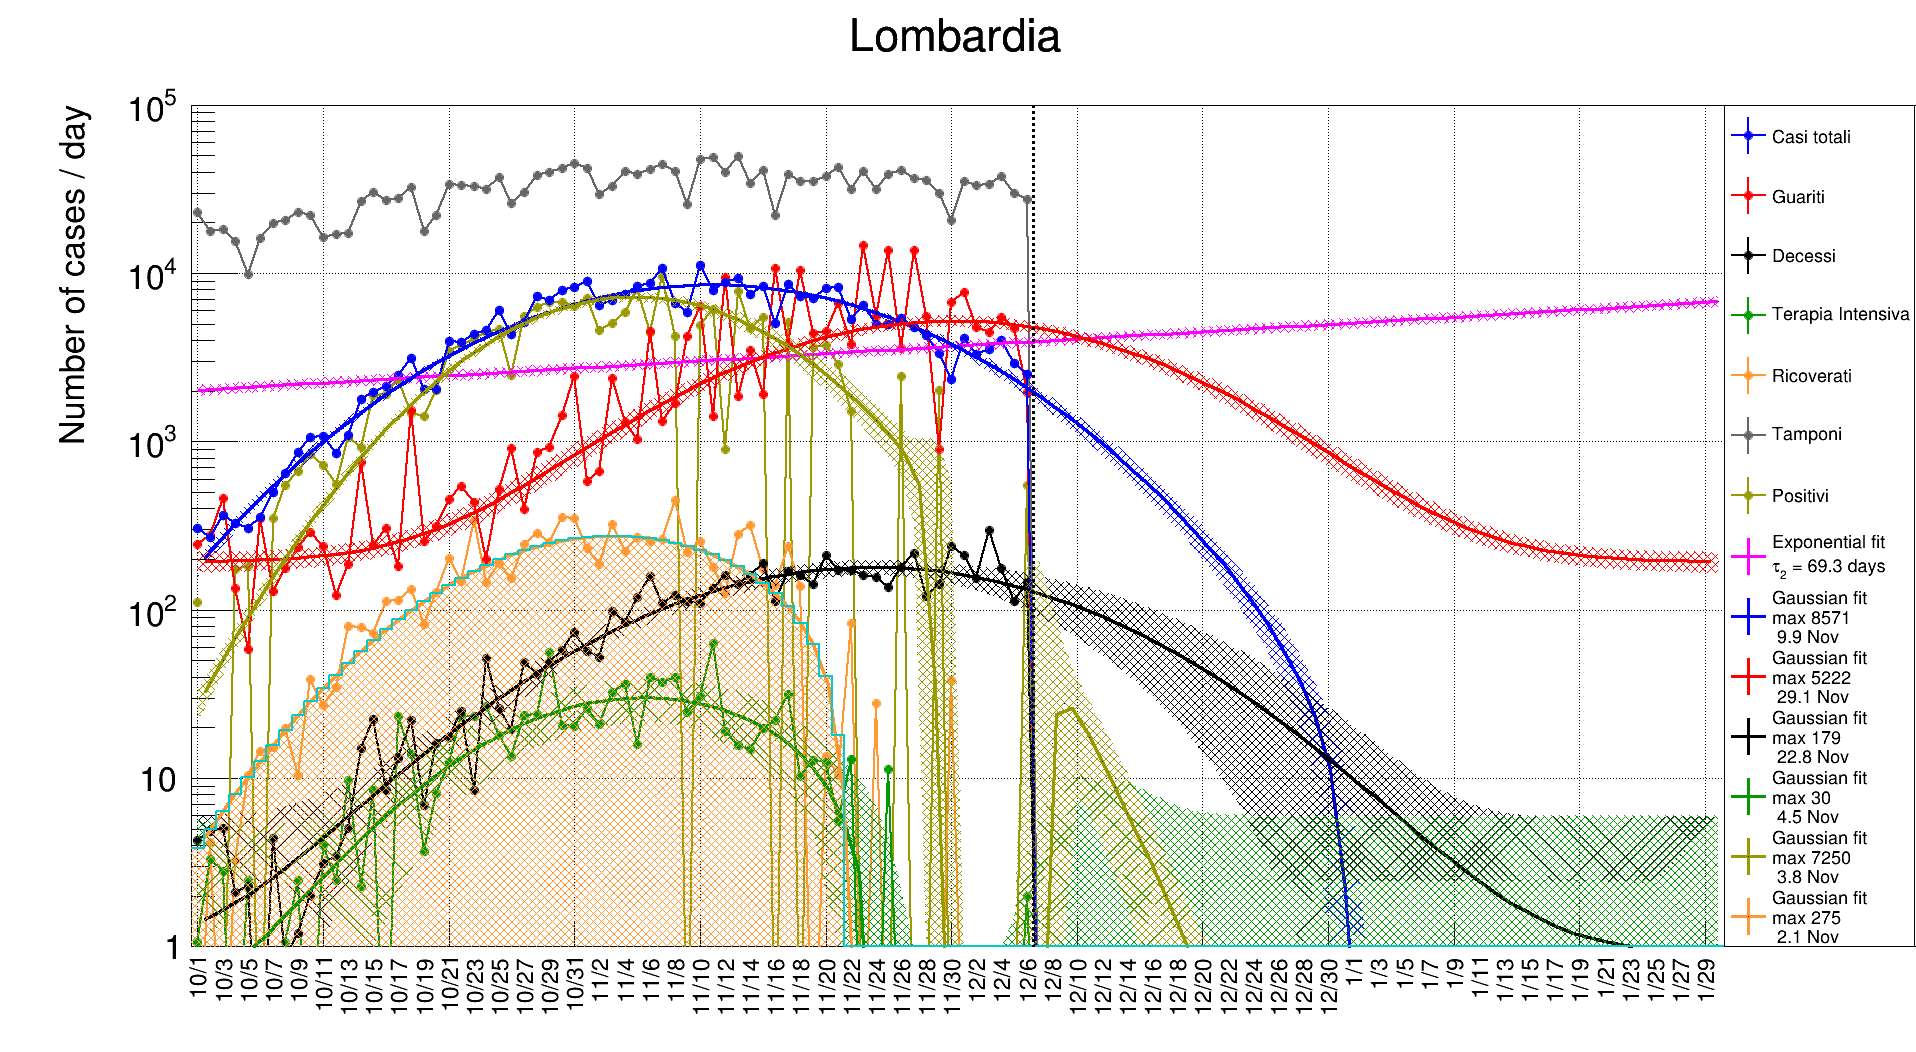 Lombardia
Number of cases / day
10^5
10^4
10^3
10^2
10
1
10/1
10/3
10/5
10/7
10/9
10/11
10/13
10/15
10/17
10/19
10/21
10/23
10/25
10/27
10/29
10/31
11/2
11/4
11/6
11/8
11/10
11/12
11/14
11/16
11/18
11/20
11/22
11/24
11/26
11/28
11/30
12/2
12/4
12/6
12/8
12/10
12/12
12/14
12/16
12/18
12/20
12/22
12/24
12/26
12/28
12/30
1/1
1/3
1/5
1/7
1/9
1/11
1/13
1/15
1/17
1/19
1/21
1/23
1/25
1/27
1/29
Casi totali
Guariti
Decessi
Terapia Intensiva
Ricoverati
Tamponi
Positivi
Exponential fit
τ_2 = 69.3 days
Gaussian fit
max 8571
9.9 Nov
Gaussian fit
max 5222
29.1 Nov
Gaussian fit
max 179
22.8 Nov
Gaussian fit
max 30
4.5 Nov
Gaussian fit
max 7250
3.8 Nov
Gaussian fit
max 275
2.1 Nov